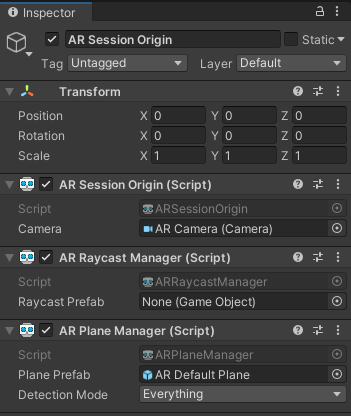 Inspector
AR Session Origin Static
Tag Untagged Layer Default
Transform
Position X 0 Y 0 Z 0
Rotation X 0 Y 0 Z 0
Scale X 1 Y 1 Z 1
AR Session Origin (Script)
Script ARSessionOrigin
Camera AR Camera (Camera)
AR Raycast Manager (Script)
Script ARRaycastManager
Raycast Prefab None (Game Object)
AR Plane Manager (Script)
Script ARPlaneManager
Plane Prefab AR Default Plane
Detection Mode Everything